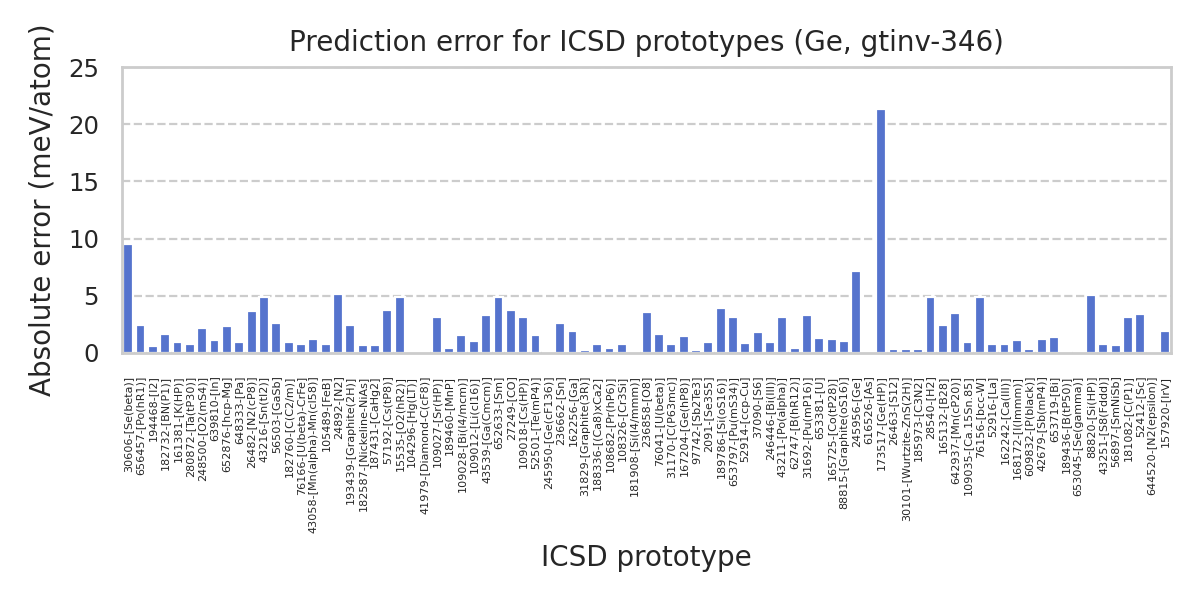 Prediction error for ICSD prototypes (Ge, gtinv-346)
Absolute error (meV/atom)
25
20
15
10
5
0
30606-[Se(beta)]
656457-[Po(hR1)]
194468-[I2]
182732-[BN(P1)]
161381-[K(HP)]
280872-[Ta(tP30)]
248500-[O2(mS4)]
639810-[In]
652876-[hcp-Mg]
648333-[Pa]
26482-[N2(cP8)]
43216-[Sn(tI2)]
56503-[GaSb]
182760-[C(C2/m)]
76166-[U(beta)-CrFe]
43058-[Mn(alpha)-Mn(cI58)]
105489-[FeB]
24892-[N2]
193439-[Graphite(2H)]
182587-[Nickeline-NiAs]
187431-[CaHg2]
57192-[Cs(tP8)]
15535-[O2(hR2)]
104296-[Hg(LT)]
41979-[Diamond-C(cF8)]
109027-[Sr(HP)]
189460-[MnP]
109028-[Bi(I4/mcm)]
109012-[Li(cI16)]
43539-[Ga(Cmcm)]
652633-[Sm]
27249-[CO]
109018-[Cs(HP)]
52501-[Te(mP4)]
245950-[Ge(cF136)]
236662-[Sn]
162256-[Ga]
31829-[Graphite(3R)]
188336-[(Ca8)xCa2]
108682-[Pr(hP6)]
108326-[Cr3Si]
181908-[Si(I4/mmm)]
236858-[O8]
76041-[U(beta)]
31170-[C(P63mc)]
167204-[Ge(hP8)]
97742-[Sb2Te3]
2091-[Se3S5]
189786-[Si(oS16)]
653797-[Pu(mS34)]
52914-[ccp-Cu]
37090-[S6]
246446-[Bi(III)]
43211-[Po(alpha)]
62747-[B(hR12)]
31692-[Pu(mP16)]
653381-[U]
165725-[Co(tP28)]
88815-[Graphite(oS16)]
245956-[Ge]
31692-[As]
173517-[Ge(HP)]
26463-[S12]
30101-[Wurtzite-ZnS(2H)]
185973-[C3N2]
28540-[H2]
165132-[B28]
642937-[Mn(cP20)]
109035-[Ca.15Sn.85]
76156-[bcc-W]
52916-[La]
162242-[Ca(III)]
168172-[I(Immm)]
609832-[P(black)]
42679-[Sb(mP4)]
653719-[Bi]
189436-[B(tP50)]
653045-[Se(gamma)]
88820-[Si(HP)]
43251-[S8(Fddd)]
56897-[SmNiSb]
181082-[C(P1)]
52412-[Sc]
644520-[N2(epsilon)]
157920-[IrV]
ICSD prototype